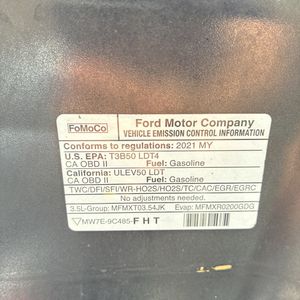 FoMoCo
Ford Motor Company
VEHICLE EMISSION CONTROL INFORMATION
Conforms to regulations: 2021 MY
U.S. EPA: T3B50 LDT4
CA OBD II Fuel: Gasoline
California: ULEV50 LDT
CA OBD II Fuel: Gasoline
TWC/DFI/SFI/WR-HO2S/HO2S/TC/CAC/EGR/EGRC
No adjustments needed.
3.5L-Group: MFMXT03.54JK Evap: MFMXR0200GDG
MW7E-9C485-FHT